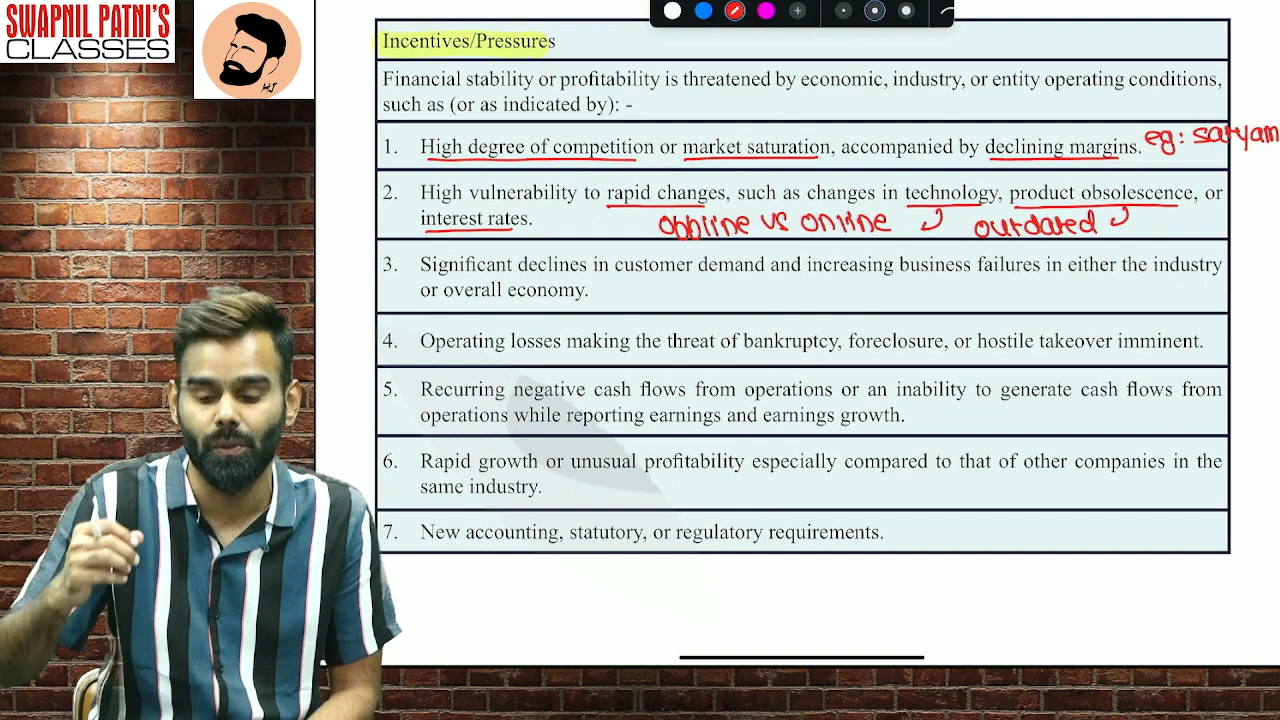 SWAPNIL PATNI'S
CLASSES
HJ
Incentives/Pressures
Financial stability or profitability is threatened by economic, industry, or entity operating conditions,
such as (or as indicated by): -
1. High degree of competition or market saturation, accompanied by declining margins. eg: satyam
2. High vulnerability to rapid changes, such as changes in technology, product obsolescence, or
interest rates. offline vs online outdated
3. Significant declines in customer demand and increasing business failures in either the industry
or overall economy.
4. Operating losses making the threat of bankruptcy, foreclosure, or hostile takeover imminent.
5. Recurring negative cash flows from operations or an inability to generate cash flows from
operations while reporting earnings and earnings growth.
6. Rapid growth or unusual profitability especially compared to that of other companies in the
same industry.
7. New accounting, statutory, or regulatory requirements.